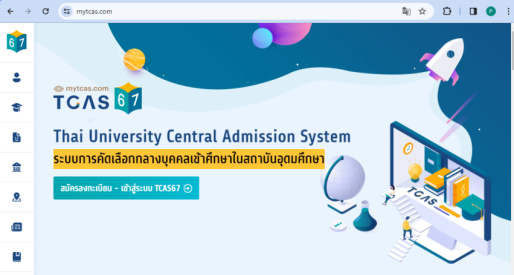 mytcas.com
67
mytcas.com
TCAS 67
Thai University Central Admission System
ระบบการคัดเลือกกลางบุคคลเข้าศึกษาในสถาบันอุดมศึกษา
สมัครลงทะเบียน - เข้าสู่ระบบ TCAS67
TCAS